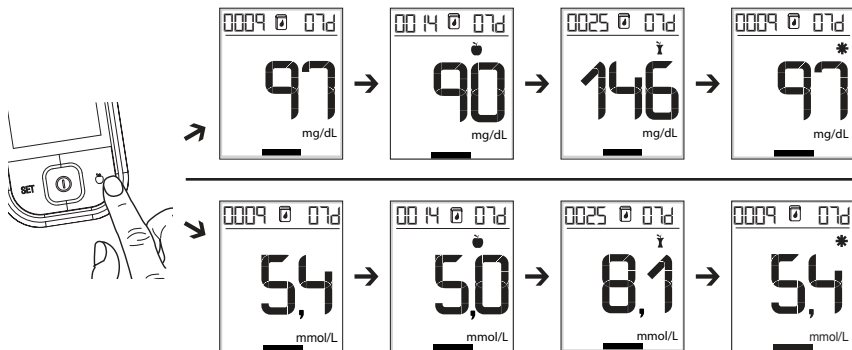 0009 07d
97
mg/dL
0014 07d
90
mg/dL
0025 07d
146
mg/dL
0009 07d
97
mg/dL
SET
0009 07d
5,4
mmol/L
0014 07d
5,0
mmol/L
0025 07d
8,1
mmol/L
0009 07d
5,4
mmol/L